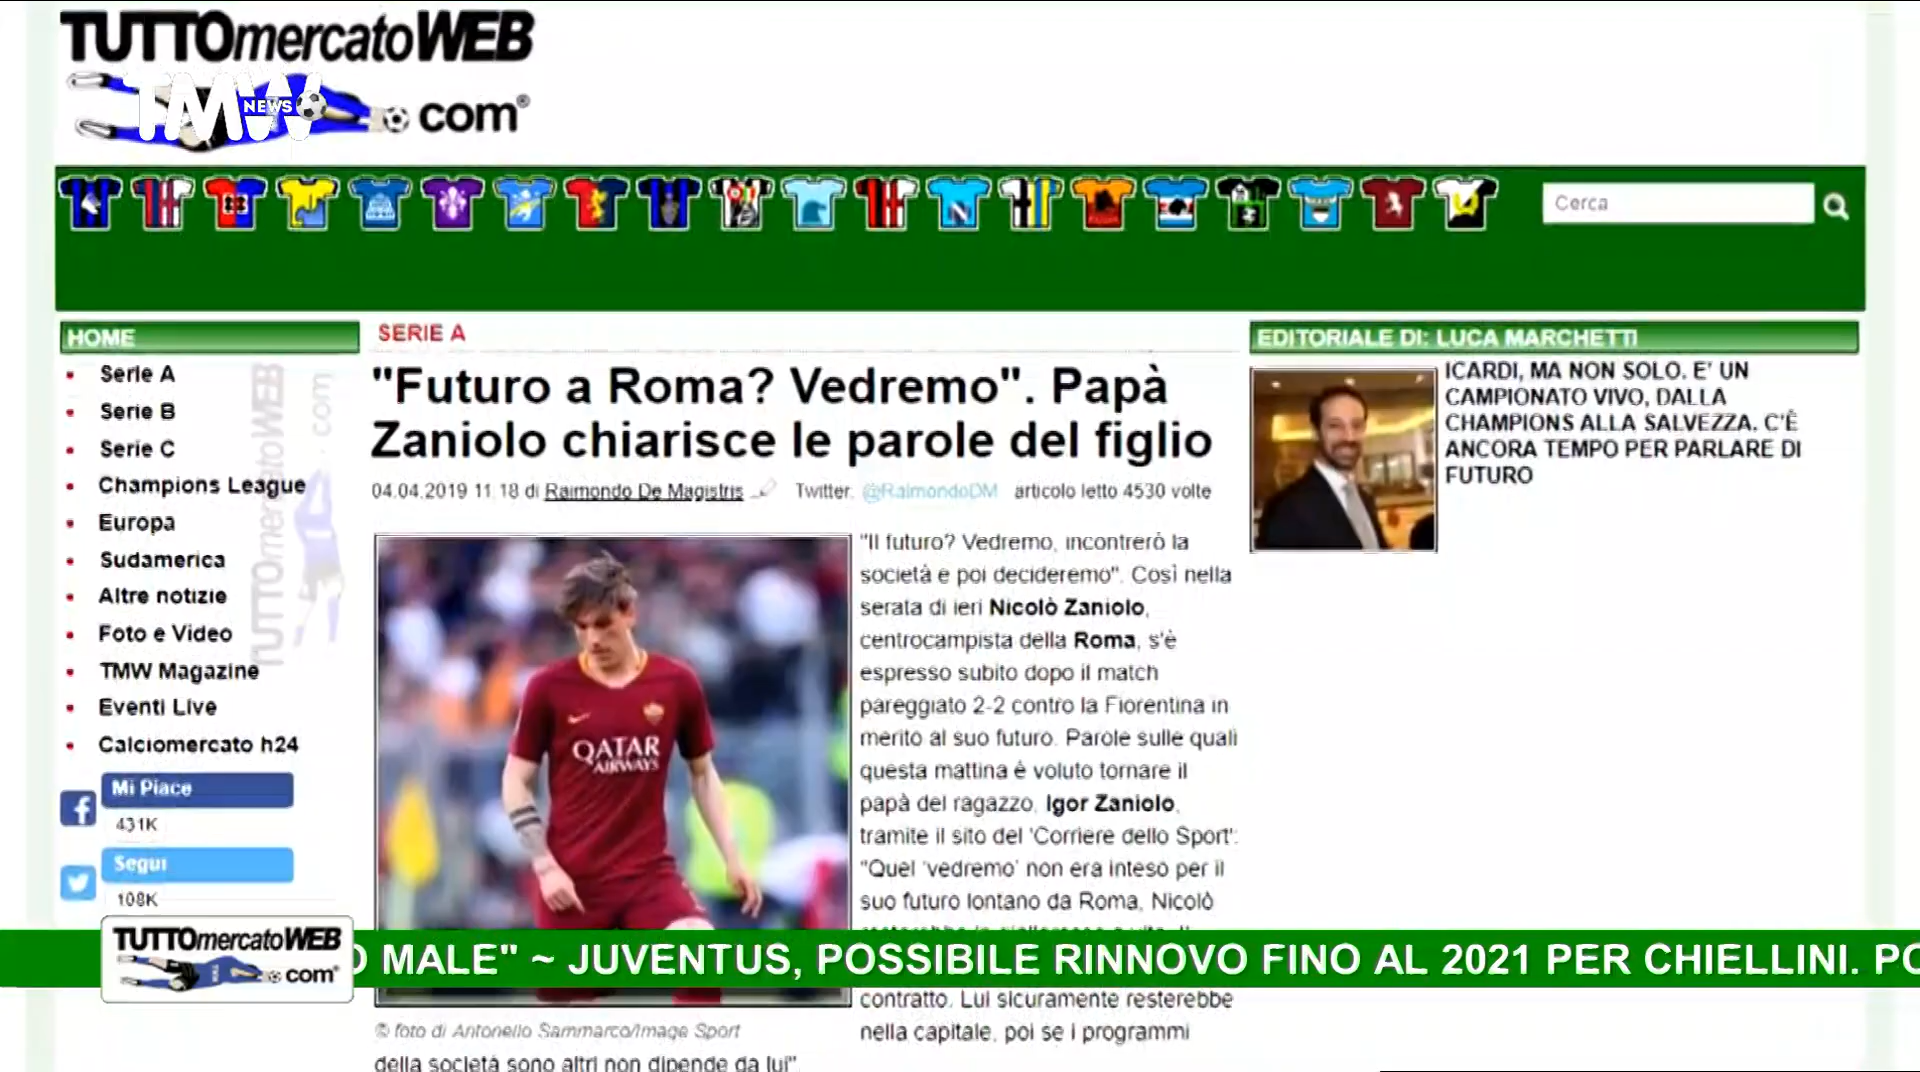 TUTTOmercatoWEB
.com®
TMW NEWS
Cerca
HOME
Serie A
Serie B
Serie C
Champions League
Europa
Sudamerica
Altre notizie
Foto e Video
TMW Magazine
Eventi Live
Calciomercato h24
Mi Piace
431K
Segui
108K
TUTTOmercatoWEB
.com
SERIE A
"Futuro a Roma? Vedremo". Papà
Zaniolo chiarisce le parole del figlio
04.04.2019 11:18 di Raimondo De Magistris Twitter: @RaimondoDM articolo letto 4530 volte
QATAR
AIRWAYS
"Il futuro? Vedremo, incontrerò la
società e poi decideremo". Così nella
serata di ieri Nicolò Zaniolo,
centrocampista della Roma, s'è
espresso subito dopo il match
pareggiato 2-2 contro la Fiorentina in
merito al suo futuro. Parole sulle quali
questa mattina è voluto tornare il
papà del ragazzo, Igor Zaniolo,
tramite il sito del 'Corriere dello Sport':
"Quel 'vedremo' non era inteso per il
suo futuro lontano da Roma, Nicolò
contratto. Lui sicuramente resterebbe
nella capitale, poi se i programmi
© foto di Antonello Sammarco/Image Sport
della società sono altri non dipende da lui".
EDITORIALE DI: LUCA MARCHETTI
ICARDI, MA NON SOLO. E' UN
CAMPIONATO VIVO, DALLA
CHAMPIONS ALLA SALVEZZA. C'È
ANCORA TEMPO PER PARLARE DI
FUTURO
TUTTOmercatoWEB
.com®
O MALE" ~ JUVENTUS, POSSIBILE RINNOVO FINO AL 2021 PER CHIELLINI. PO